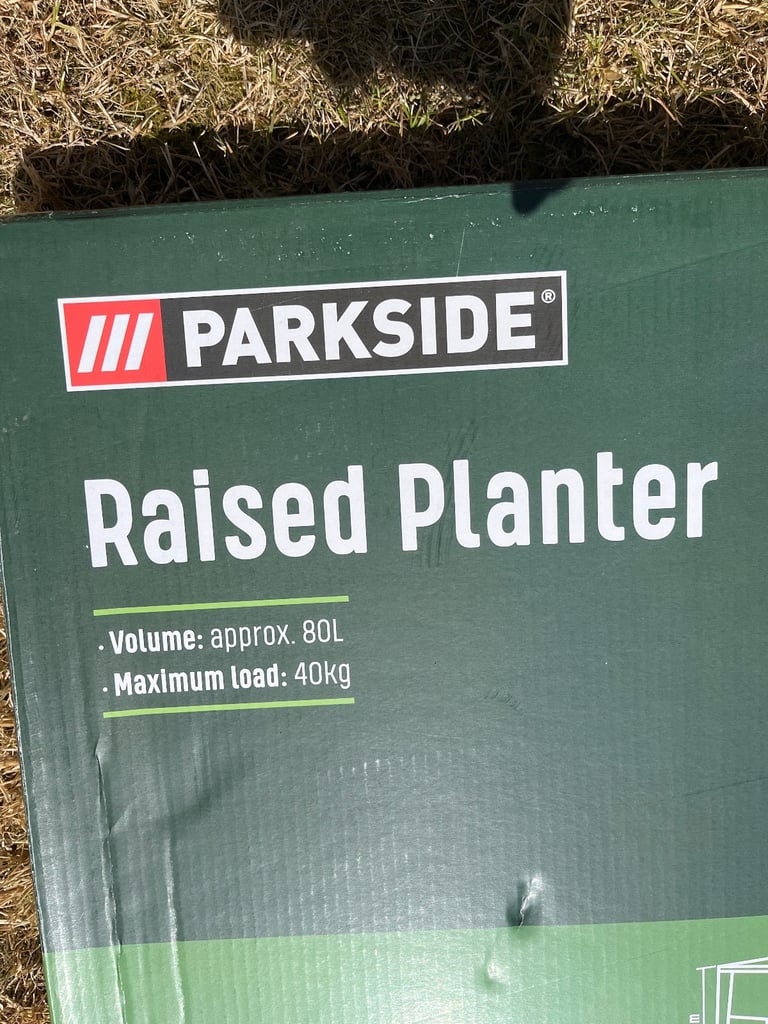 PARKSIDE®
Raised Planter
· Volume: approx. 80L
· Maximum load: 40kg